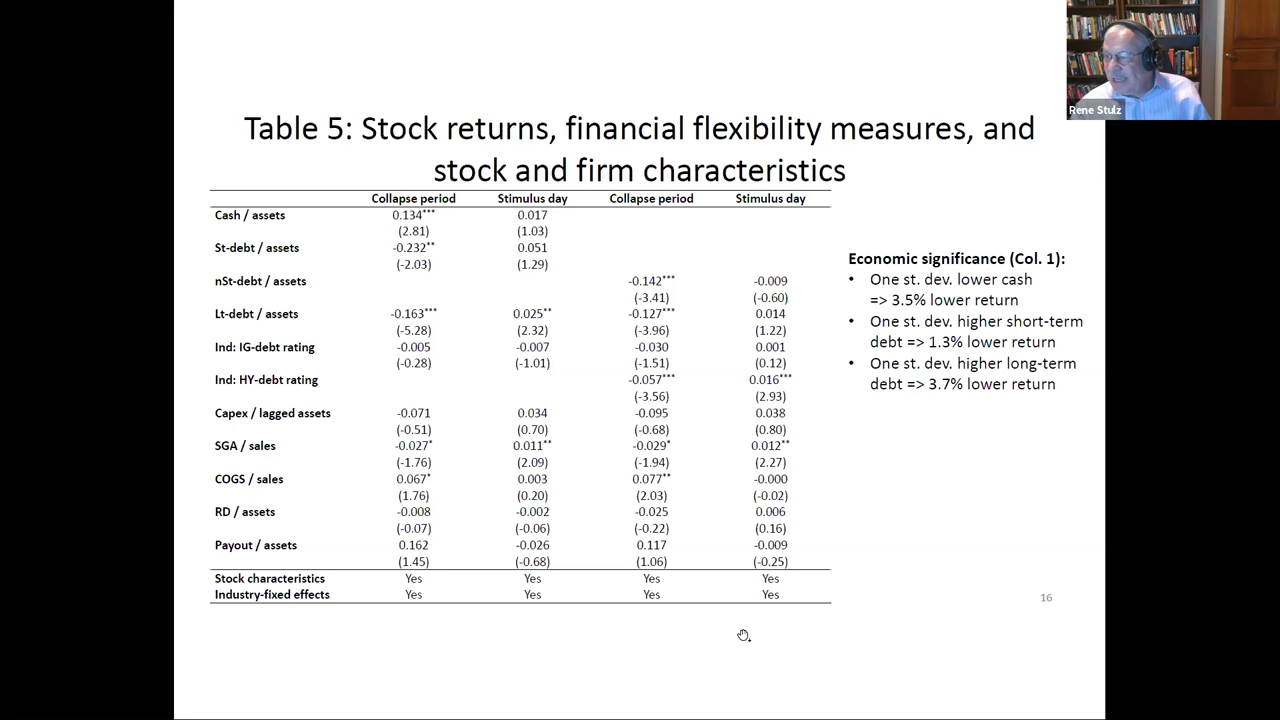 Rene Stulz
Table 5: Stock returns, financial flexibility measures, and
stock and firm characteristics
Collapse period Stimulus day Collapse period Stimulus day
Cash / assets 0.134*** 0.017
(2.81) (1.03)
St-debt / assets -0.232** 0.051
(-2.03) (1.29)
nSt-debt / assets -0.142*** -0.009
(-3.41) (-0.60)
Lt-debt / assets -0.163*** 0.025** -0.127*** 0.014
(-5.28) (2.32) (-3.96) (1.22)
Ind: IG-debt rating -0.005 -0.007 -0.030 0.001
(-0.28) (-1.01) (-1.51) (0.12)
Ind: HY-debt rating -0.057*** 0.016***
(-3.56) (2.93)
Capex / lagged assets -0.071 0.034 -0.095 0.038
(-0.51) (0.70) (-0.68) (0.80)
SGA / sales -0.027* 0.011** -0.029* 0.012**
(-1.76) (2.09) (-1.94) (2.27)
COGS / sales 0.067* 0.003 0.077** -0.000
(1.76) (0.20) (2.03) (-0.02)
RD / assets -0.008 -0.002 -0.025 0.006
(-0.07) (-0.06) (-0.22) (0.16)
Payout / assets 0.162 -0.026 0.117 -0.009
(1.45) (-0.68) (1.06) (-0.25)
Stock characteristics Yes Yes Yes Yes
Industry-fixed effects Yes Yes Yes Yes
Economic significance (Col. 1):
• One st. dev. lower cash
=> 3.5% lower return
• One st. dev. higher short-term
debt => 1.3% lower return
• One st. dev. higher long-term
debt => 3.7% lower return
16